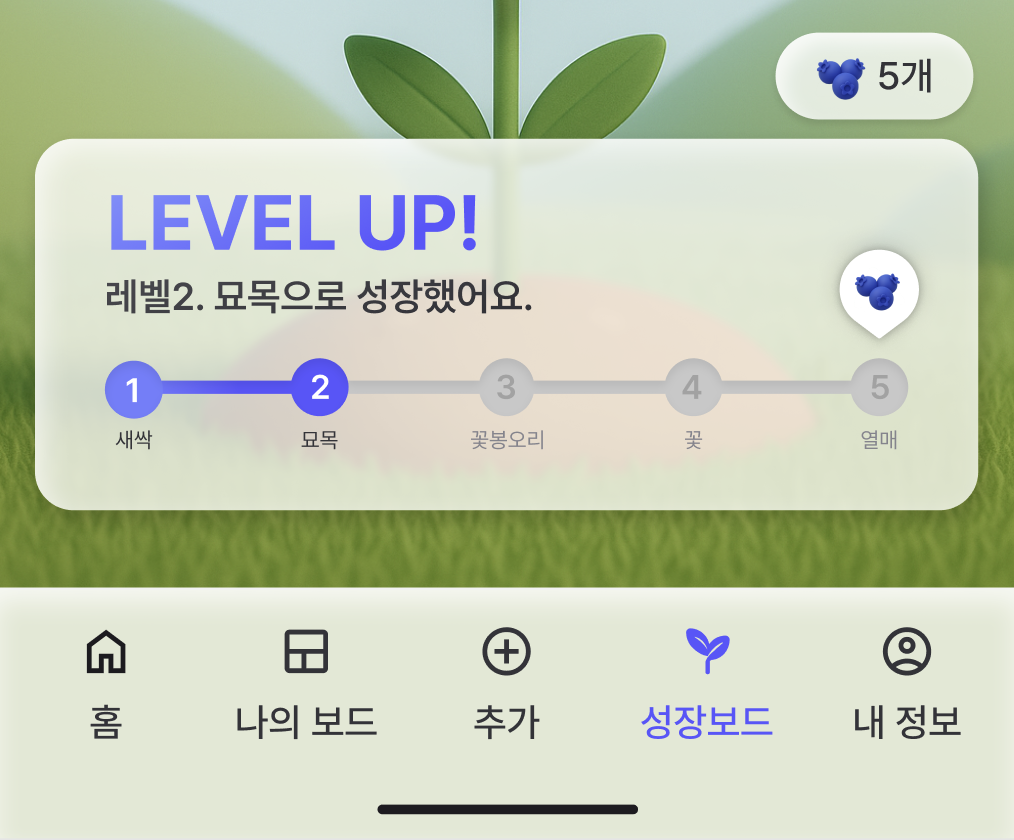 5개
LEVEL UP!
레벨2. 묘목으로 성장했어요.
1 2 3 4 5
새싹 묘목 꽃봉오리 꽃 열매
홈 나의 보드 추가 성장보드 내 정보